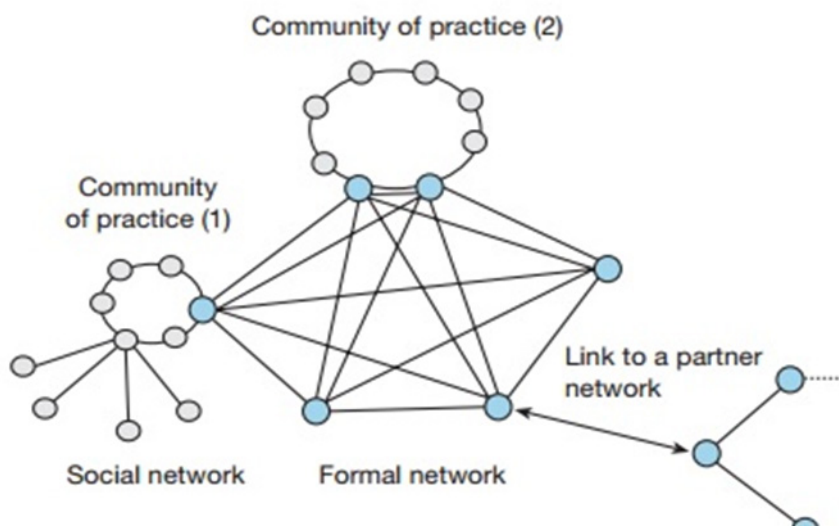 Community of practice (2)
Community
of practice (1)
Link to a partner
network
Social network
Formal network